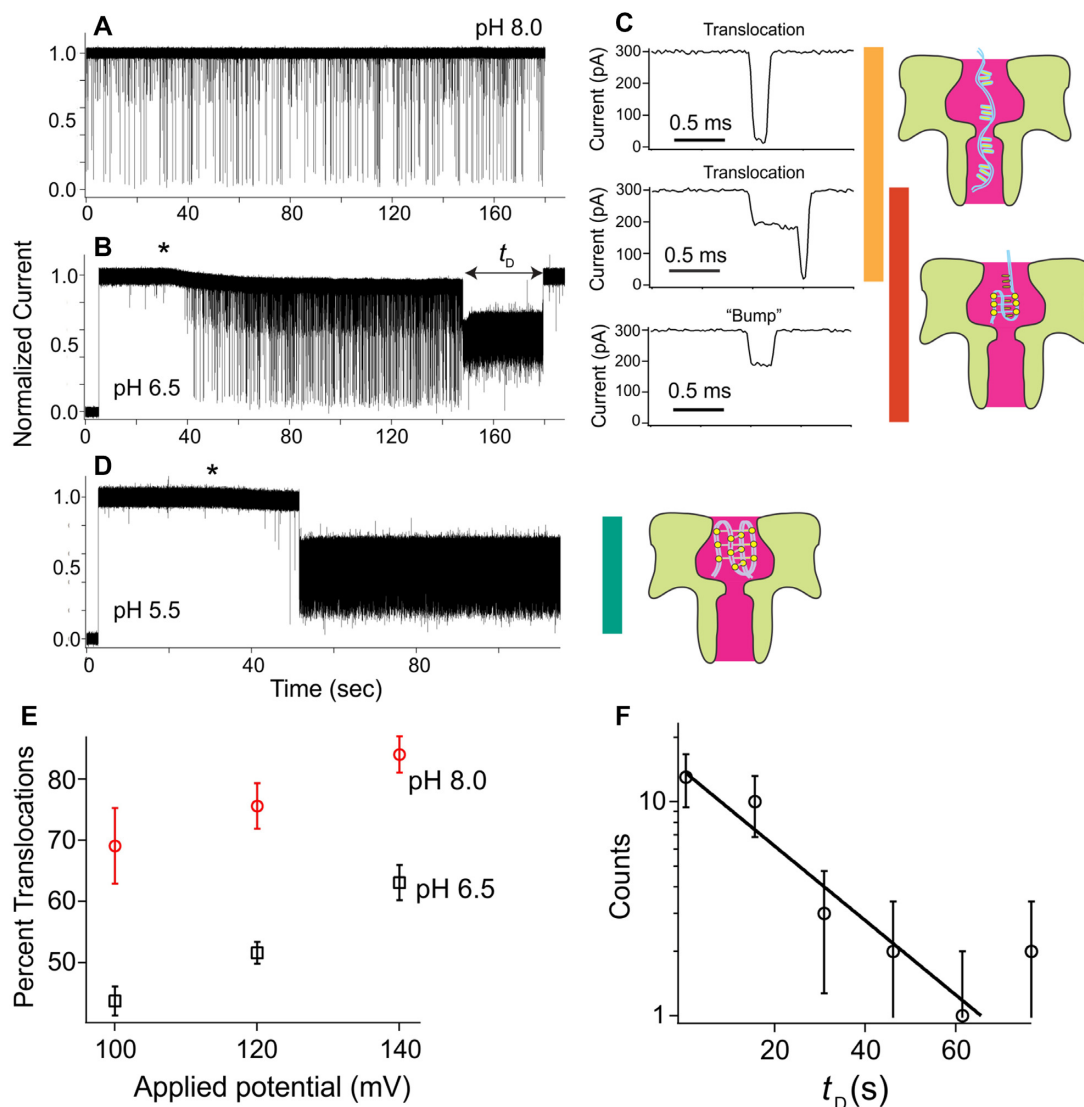 A
pH 8.0
1.0
0.5
0.0
0 40 80 120 160
Normalized Current
B
*
tD
1.0
0.5
0.0
pH 6.5
0 40 80 120 160
C
Translocation
Current (pA)
300
200
100
0
0.5 ms
Translocation
Current (pA)
300
200
100
0
0.5 ms
“Bump”
Current (pA)
300
200
100
0
0.5 ms
D
*
1.0
0.5
0.0
pH 5.5
0 40 80
Time (sec)
E
Percent Translocations
80
70
60
50
pH 8.0
pH 6.5
100 120 140
Applied potential (mV)
F
Counts
10
1
20 40 60
tD(s)